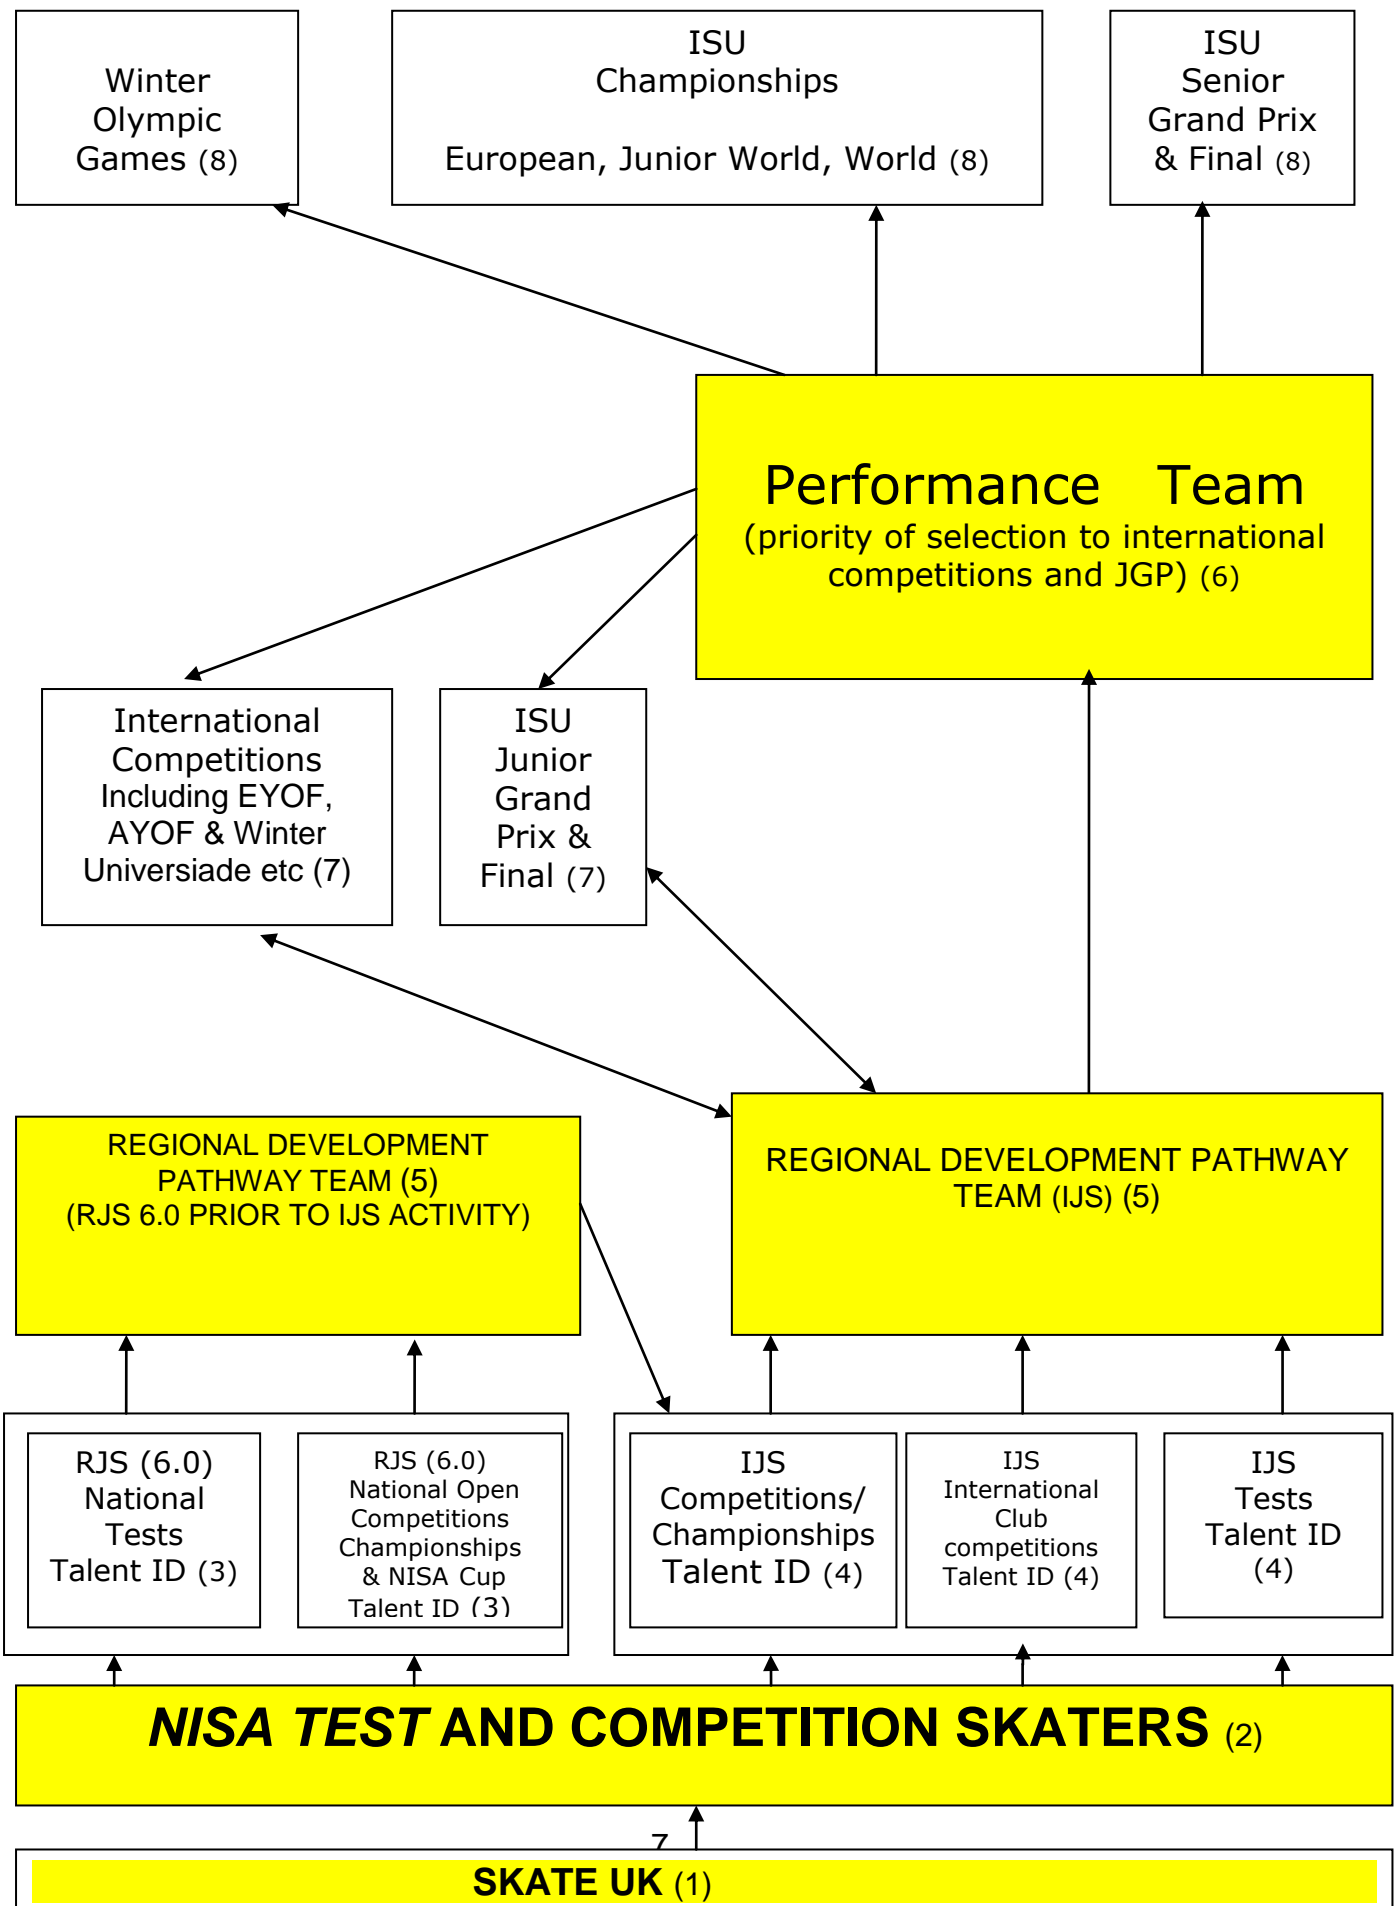 Winter
Olympic
Games (8)
ISU
Championships
European, Junior World, World (8)
ISU
Senior
Grand Prix
& Final (8)
Performance Team
(priority of selection to international
competitions and JGP) (6)
International
Competitions
Including EYOF,
AYOF & Winter
Universiade etc (7)
ISU
Junior
Grand
Prix &
Final (7)
REGIONAL DEVELOPMENT
PATHWAY TEAM (5)
(RJS 6.0 PRIOR TO IJS ACTIVITY)
REGIONAL DEVELOPMENT PATHWAY
TEAM (IJS) (5)
RJS (6.0)
National
Tests
Talent ID (3)
RJS (6.0)
National Open
Competitions
Championships
& NISA Cup
Talent ID (3)
IJS
Competitions/
Championships
Talent ID (4)
IJS
International
Club
competitions
Talent ID (4)
IJS
Tests
Talent ID
(4)
NISA TEST AND COMPETITION SKATERS (2)
7
SKATE UK (1)